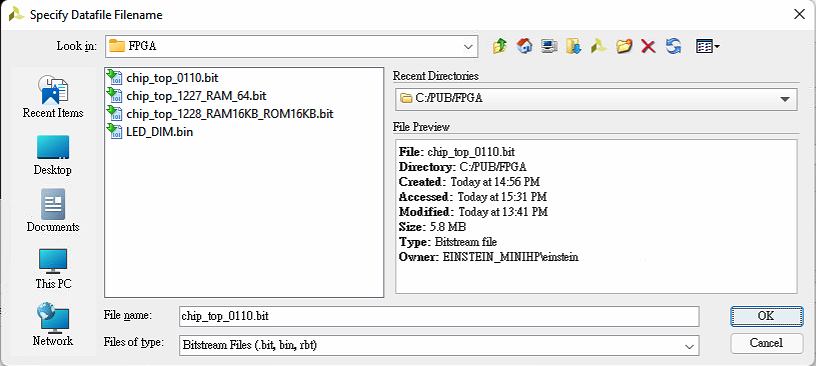 Specify Datafile Filename
Look in: FPGA
Recent Items
Desktop
Documents
This PC
Network
chip_top_0110.bit
chip_top_1227_RAM_64.bit
chip_top_1228_RAM16KB_ROM16KB.bit
LED_DIM.bin
Recent Directories
C:/PUB/FPGA
File Preview
File: chip_top_0110.bit
Directory: C:/PUB/FPGA
Created: Today at 14:56 PM
Accessed: Today at 15:31 PM
Modified: Today at 13:41 PM
Size: 5.8 MB
Type: Bitstream file
Owner: EINSTEIN_MINIHP\einstein
File name: chip_top_0110.bit
Files of type: Bitstream Files (.bit, bin, rbt)
OK
Cancel